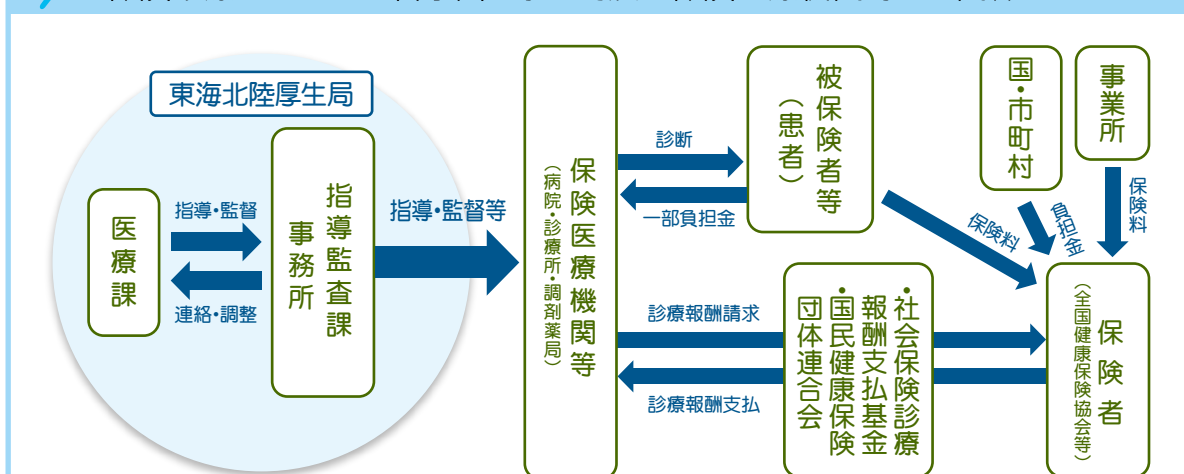 東海北陸厚生局
医療課
指導・監督
連絡・調整
指導監査課
事務所
指導・監督等
保険医療機関等
(病院・診療所・調剤薬局)
診断
一部負担金
被保険者等
(患者)
国・市町村
事業所
保険料
負担金
保険料
診療報酬請求
診療報酬支払
・社会保険診療
報酬支払基金
・国民健康保険
団体連合会
保険者
(全国健康保険協会等)